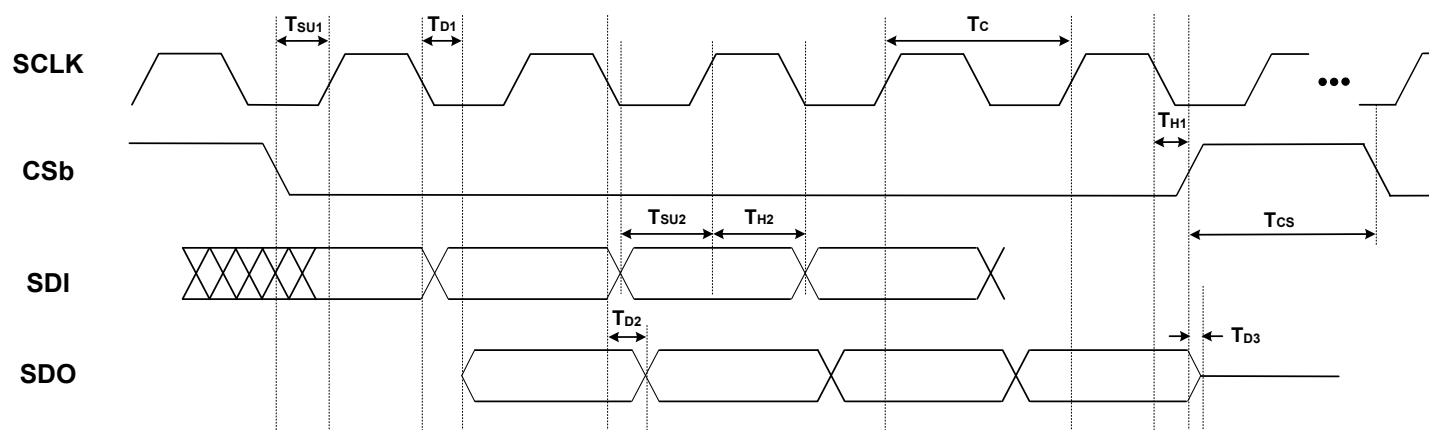 TSU1
TD1
TC
SCLK
•••
TH1
CSb
TSU2
TH2
TCS
SDI
TD2
TD3
SDO